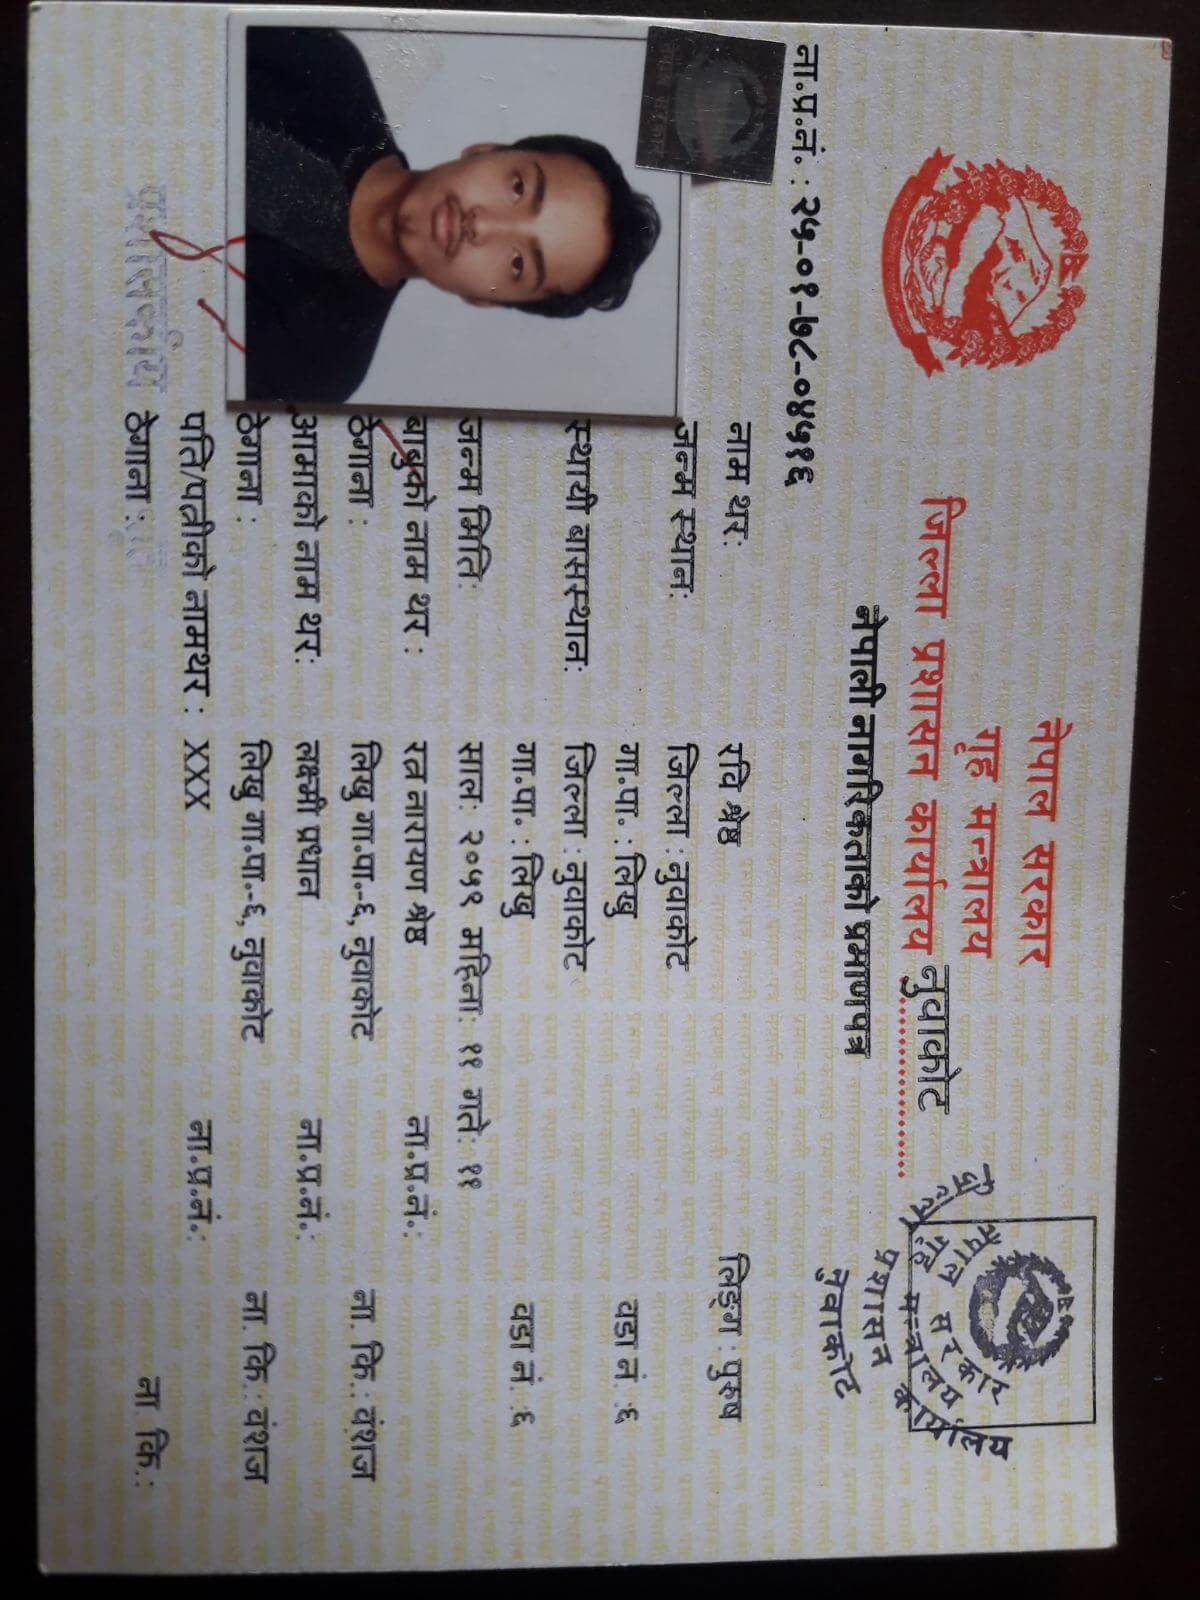 नेपाल सरकार
गृह मन्त्रालय
जिल्ला प्रशासन कार्यालय नुवाकोट
नेपाली नागरिकताको प्रमाणपत्र
नेपाल सरकार
गृह मन्त्रालय
प्रशासन कार्यालय
नुवाकोट
ना.प्र.नं. : २५-०१-७८-०४५१६
नाम थर: रवि श्रेष्ठ लिङ्ग : पुरुष
जन्म स्थान: जिल्ला : नुवाकोट
गा.पा. : लिखु वडा नं :६
स्थायी बासस्थान: जिल्ला : नुवाकोट
गा.पा. : लिखु वडा नं :६
जन्म मिति: साल: २०५९ महिना: ११ गते: ११
बाबुको नाम थर : रत्न नारायण श्रेष्ठ ना.प्र.नं.:
ठेगाना : लिखु गा.पा.-६, नुवाकोट ना. कि.: वंशज
आमाको नाम थर: लक्ष्मी प्रधान ना.प्र.नं.:
ठेगाना : लिखु गा.पा.-६, नुवाकोट ना. कि.: वंशज
पति/पत्नीको नामथर : XXX ना.प्र.नं.:
ठेगाना ना. कि.: